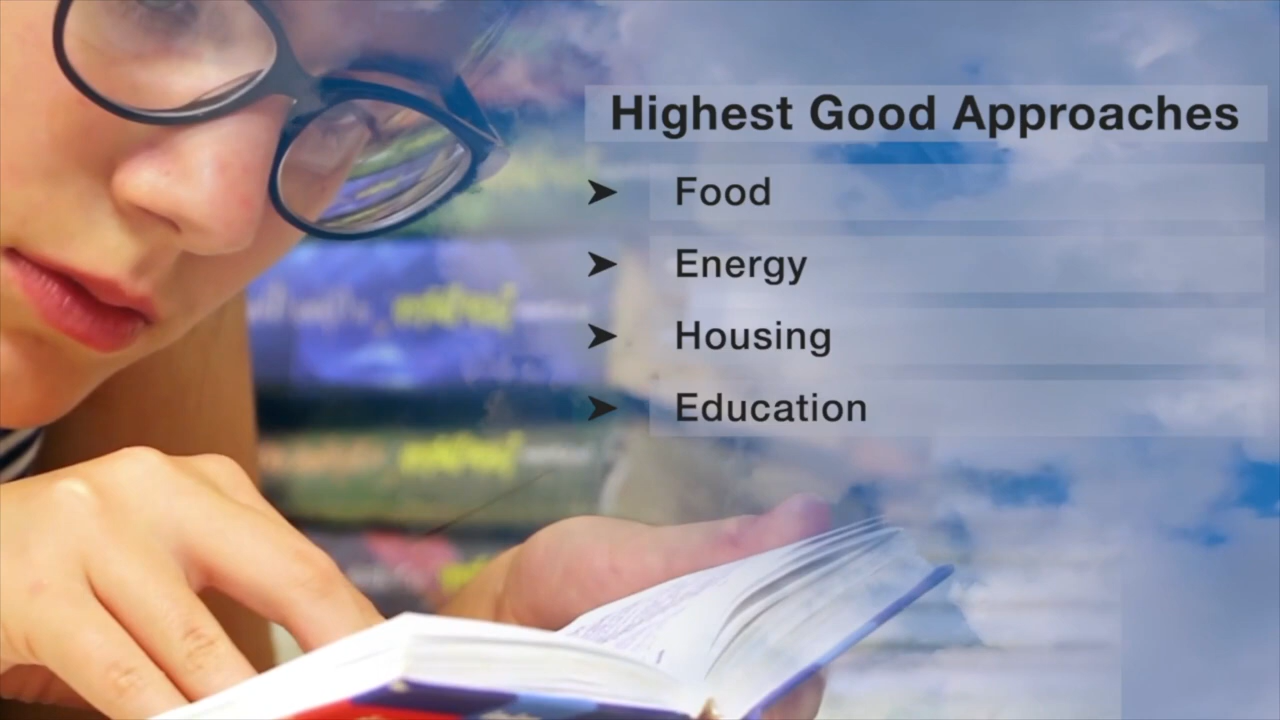 Highest Good Approaches
➤ Food
➤ Energy
➤ Housing
➤ Education